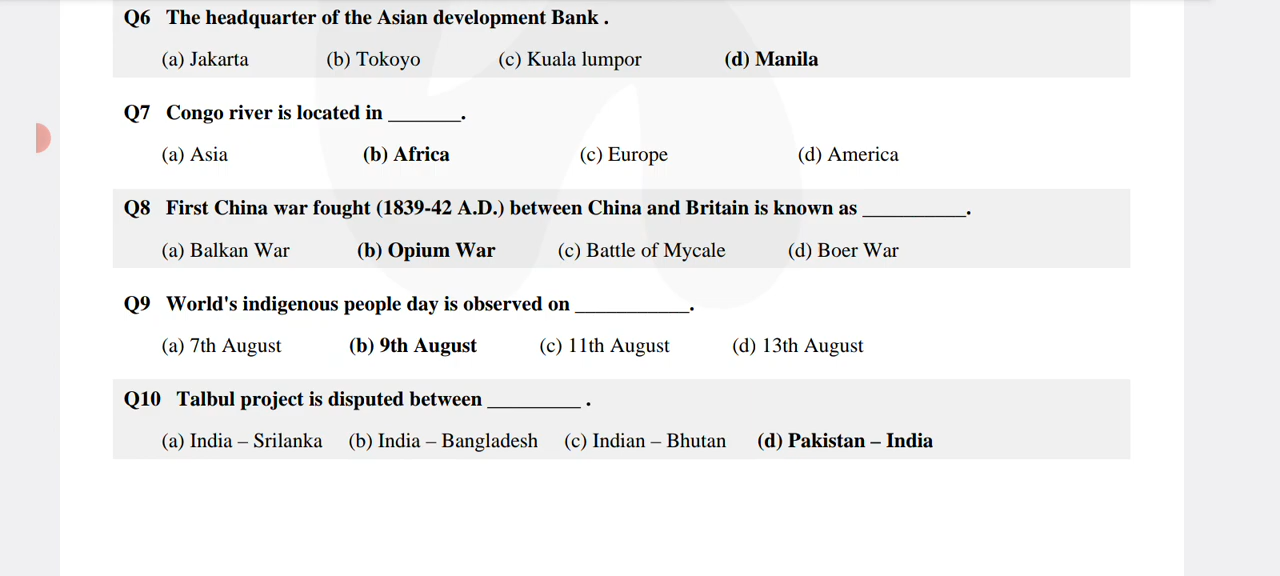 Q6 The headquarter of the Asian development Bank .
(a) Jakarta (b) Tokoyo (c) Kuala lumpor (d) Manila
Q7 Congo river is located in _______.
(a) Asia (b) Africa (c) Europe (d) America
Q8 First China war fought (1839-42 A.D.) between China and Britain is known as __________.
(a) Balkan War (b) Opium War (c) Battle of Mycale (d) Boer War
Q9 World's indigenous people day is observed on ___________.
(a) 7th August (b) 9th August (c) 11th August (d) 13th August
Q10 Talbul project is disputed between _________ .
(a) India – Srilanka (b) India – Bangladesh (c) Indian – Bhutan (d) Pakistan – India